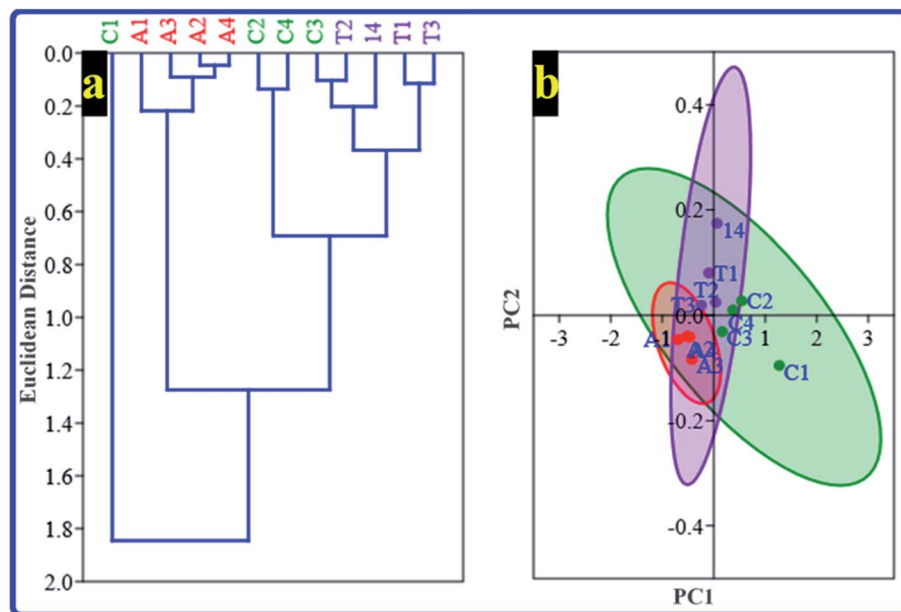 C1 A1 A3 A2 A4 C2 C4 C3 T2 14 T1 T3
a
0.0
0.2
0.4
0.6
0.8
1.0
1.2
1.4
1.6
1.8
2.0
Euclidean Distance
b
0.4
0.2
0.0
-0.2
-0.4
-3 -2 -1 0 1 2 3
PC2
PC1
14
T1
T2
T3
C2
C4
C3
C1
A1
A2
A3